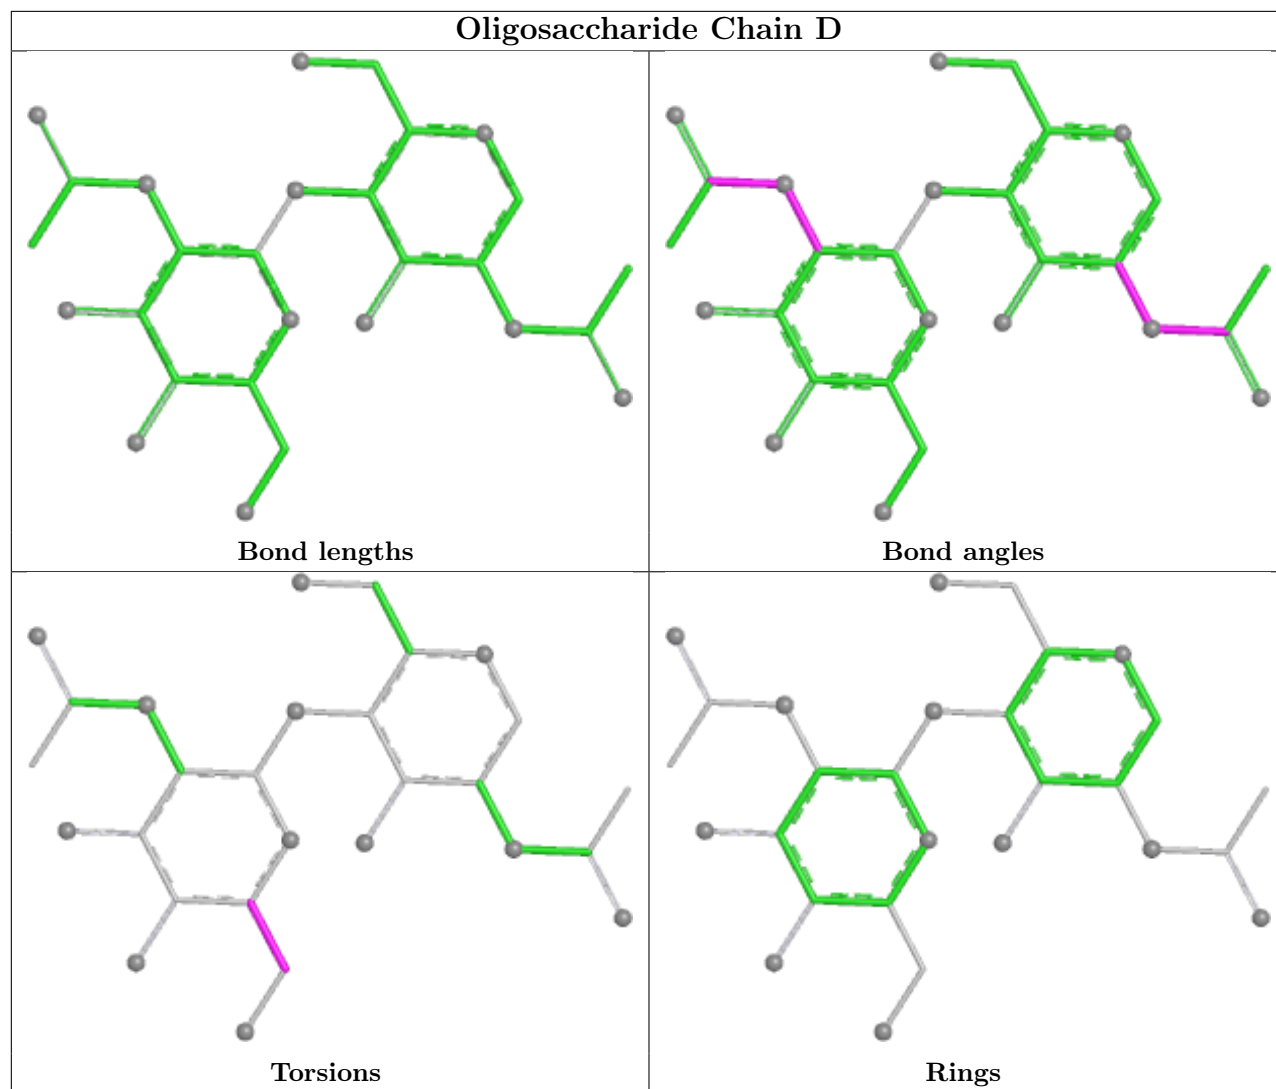 Oligosaccharide Chain D
Bond lengths
Bond angles
Torsions
Rings